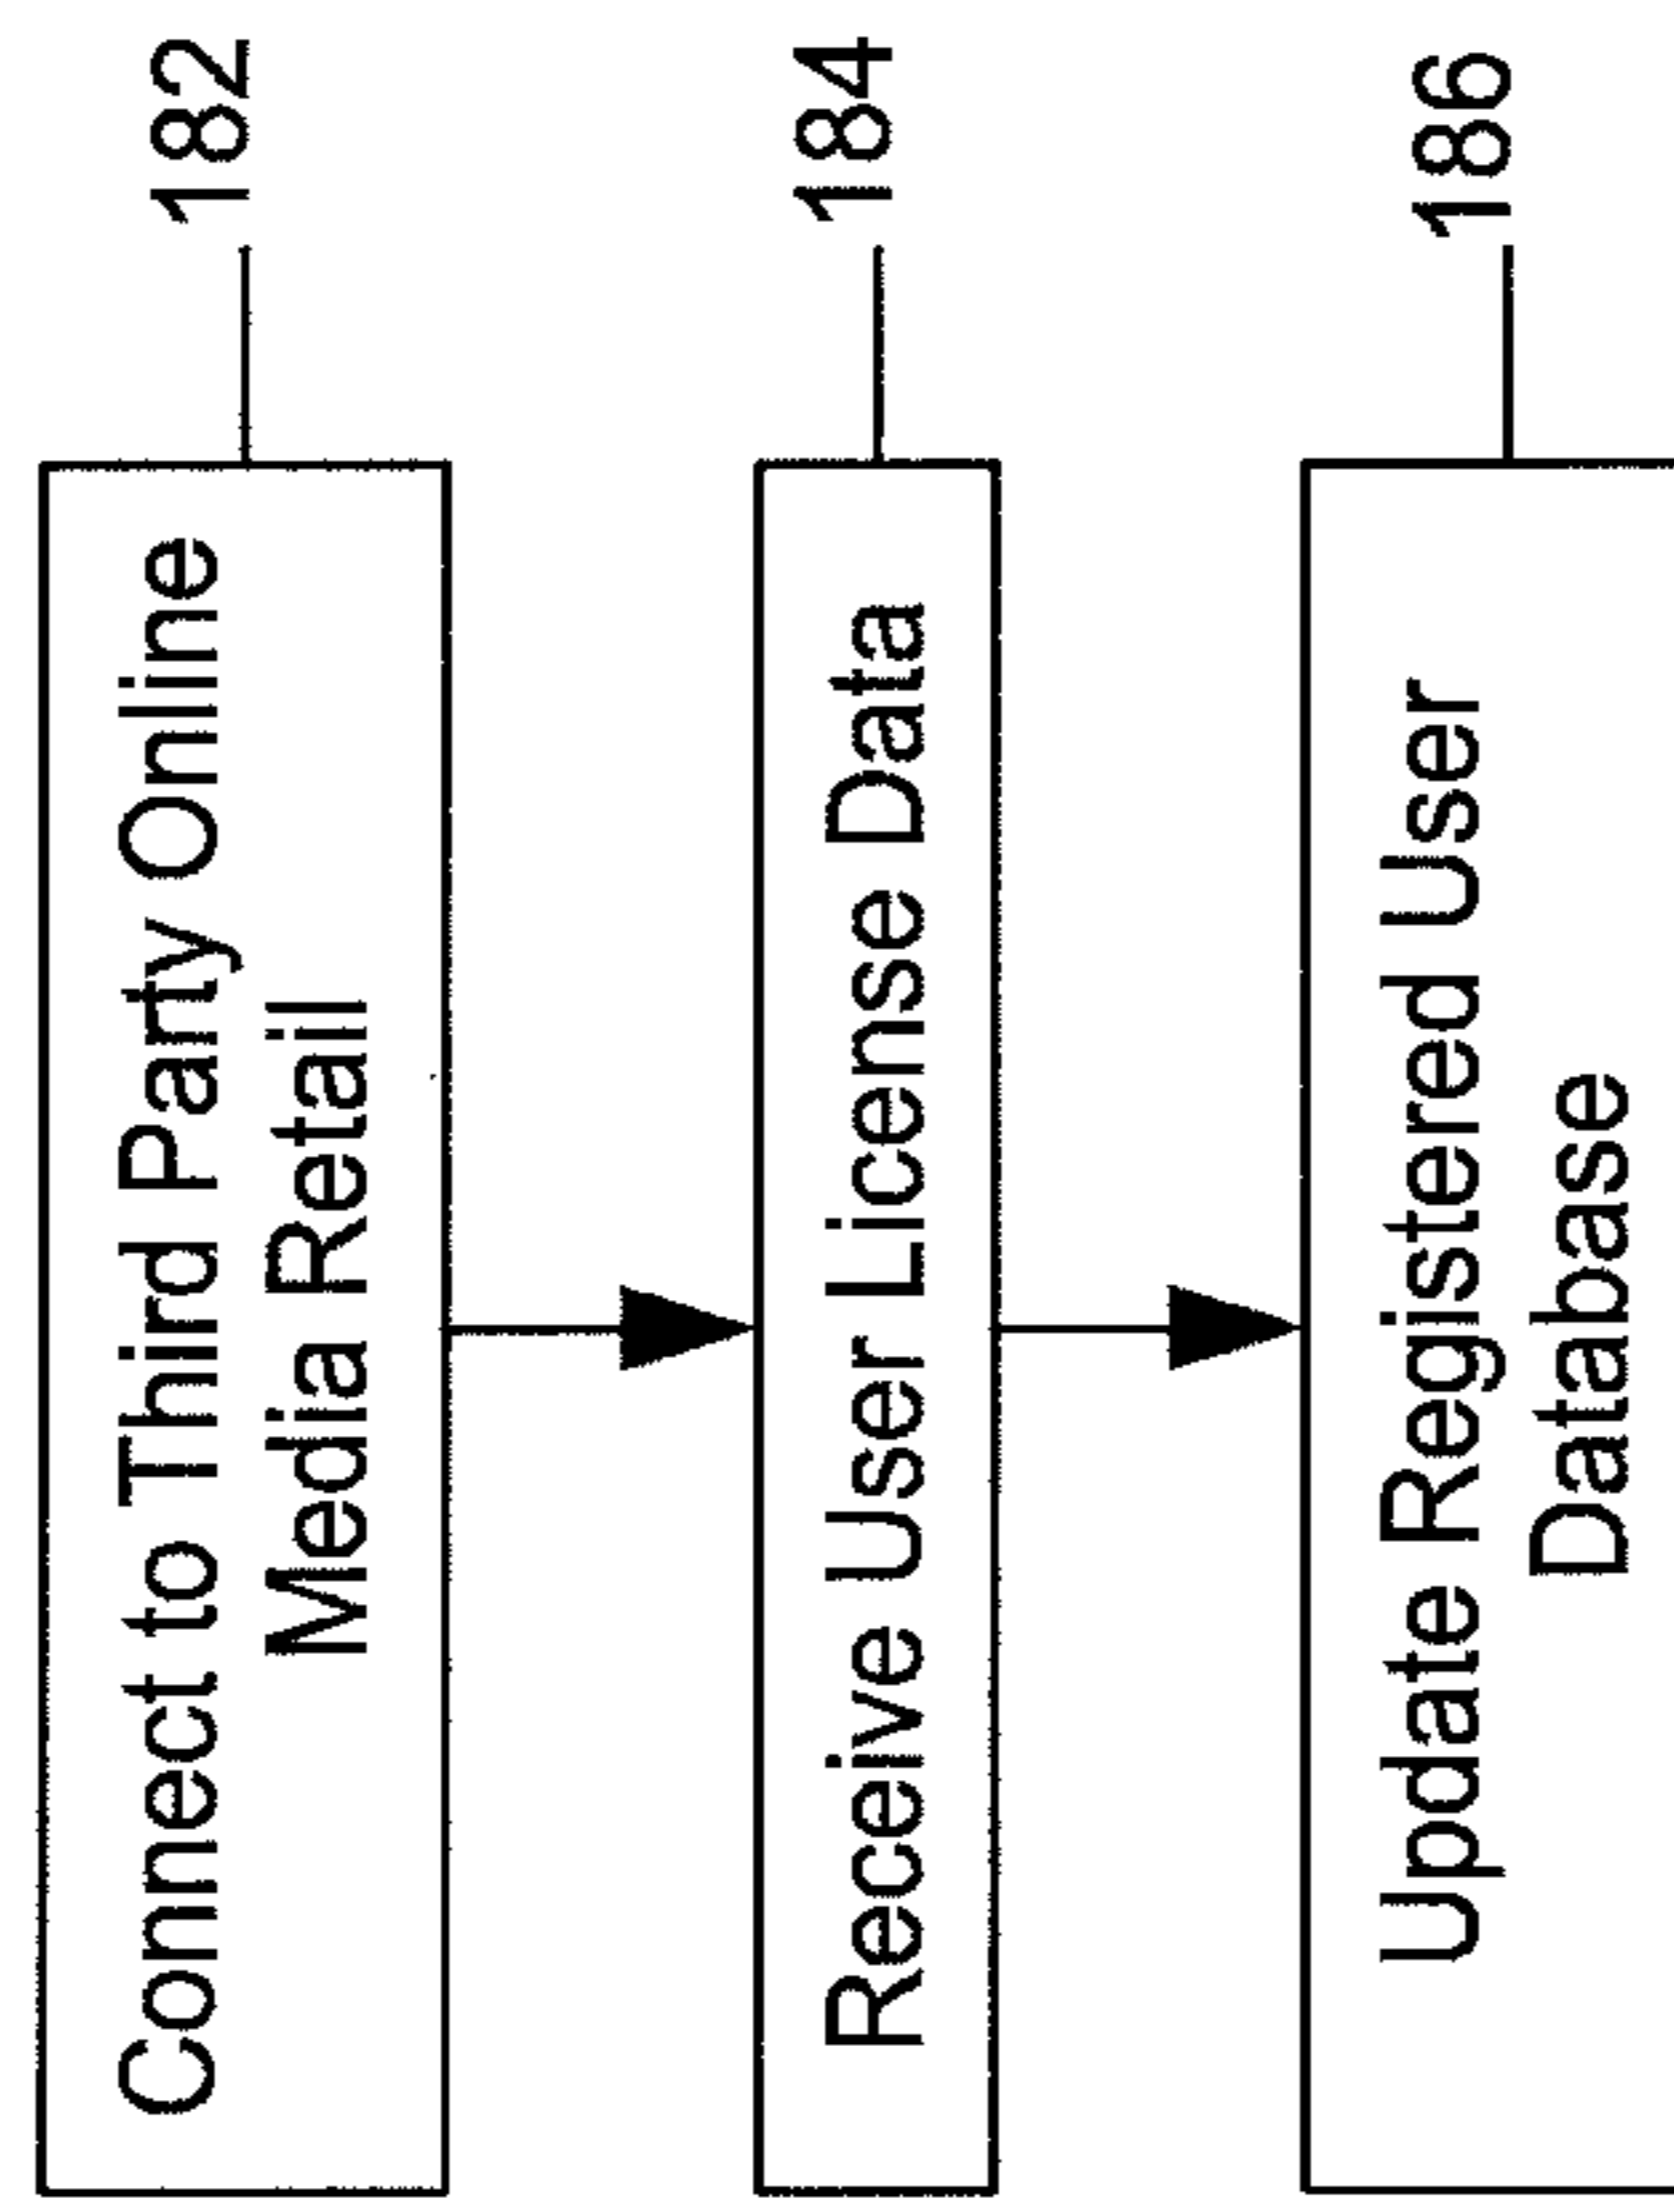 Connect to Third Party Online
Media Retail
182
Receive User License Data
184
Update Registered User
Database
186